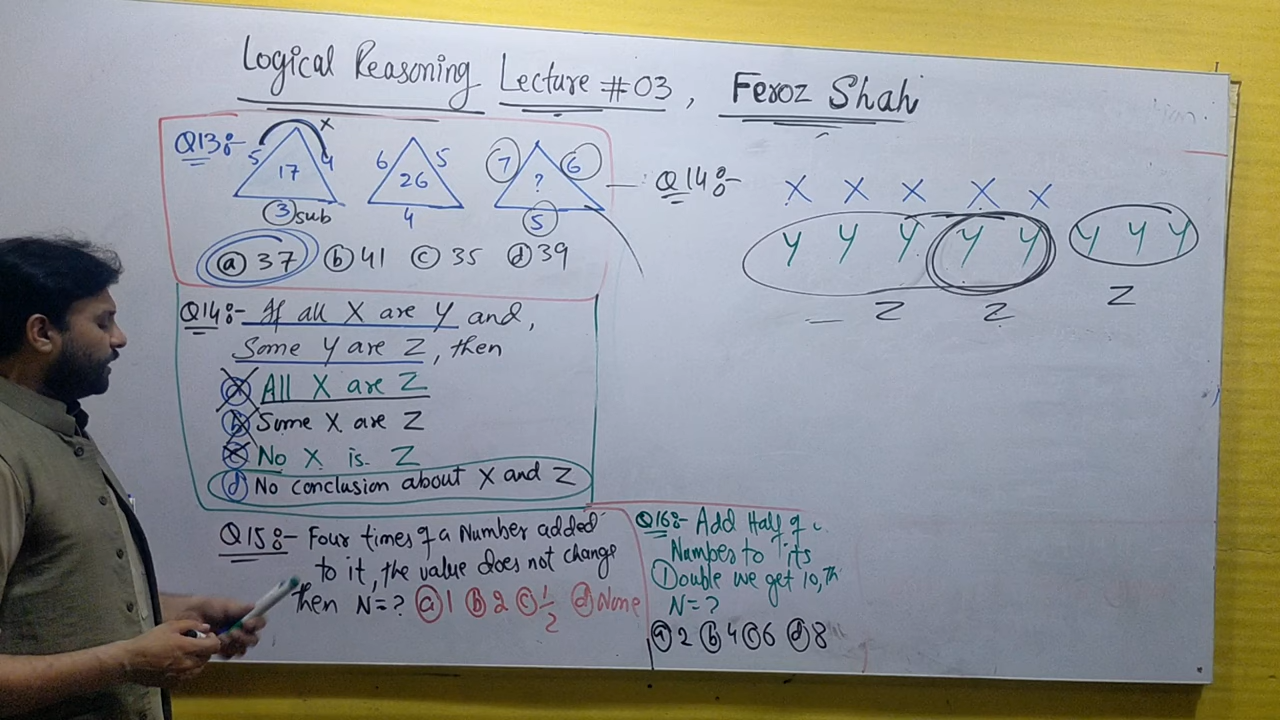 Logical Reasoning Lecture #03, Feroz Shah
Q13:-
5 17 4 x
3 sub
6 26 5
4
7 ? 6
5
(a) 37 (b) 41 (c) 35 (d) 39
Q14:- If all X are Y and,
Some Y are Z, then
(a) All X are Z
(b) Some X are Z
(c) No X is Z
(d) No conclusion about X and Z
Q14:-
X X X X X
Y Y Y Y Y Y Y Y
Z Z Z
Q15:- Four times of a Number added
to it, the value does not change
then N=? (a) 1 (b) 2 (c) 1/2 (d) None
Q16:- Add Half of
Number to its
(1) Double we get 10,
N=?
(a) 2 (b) 4 (c) 6 (d) 8